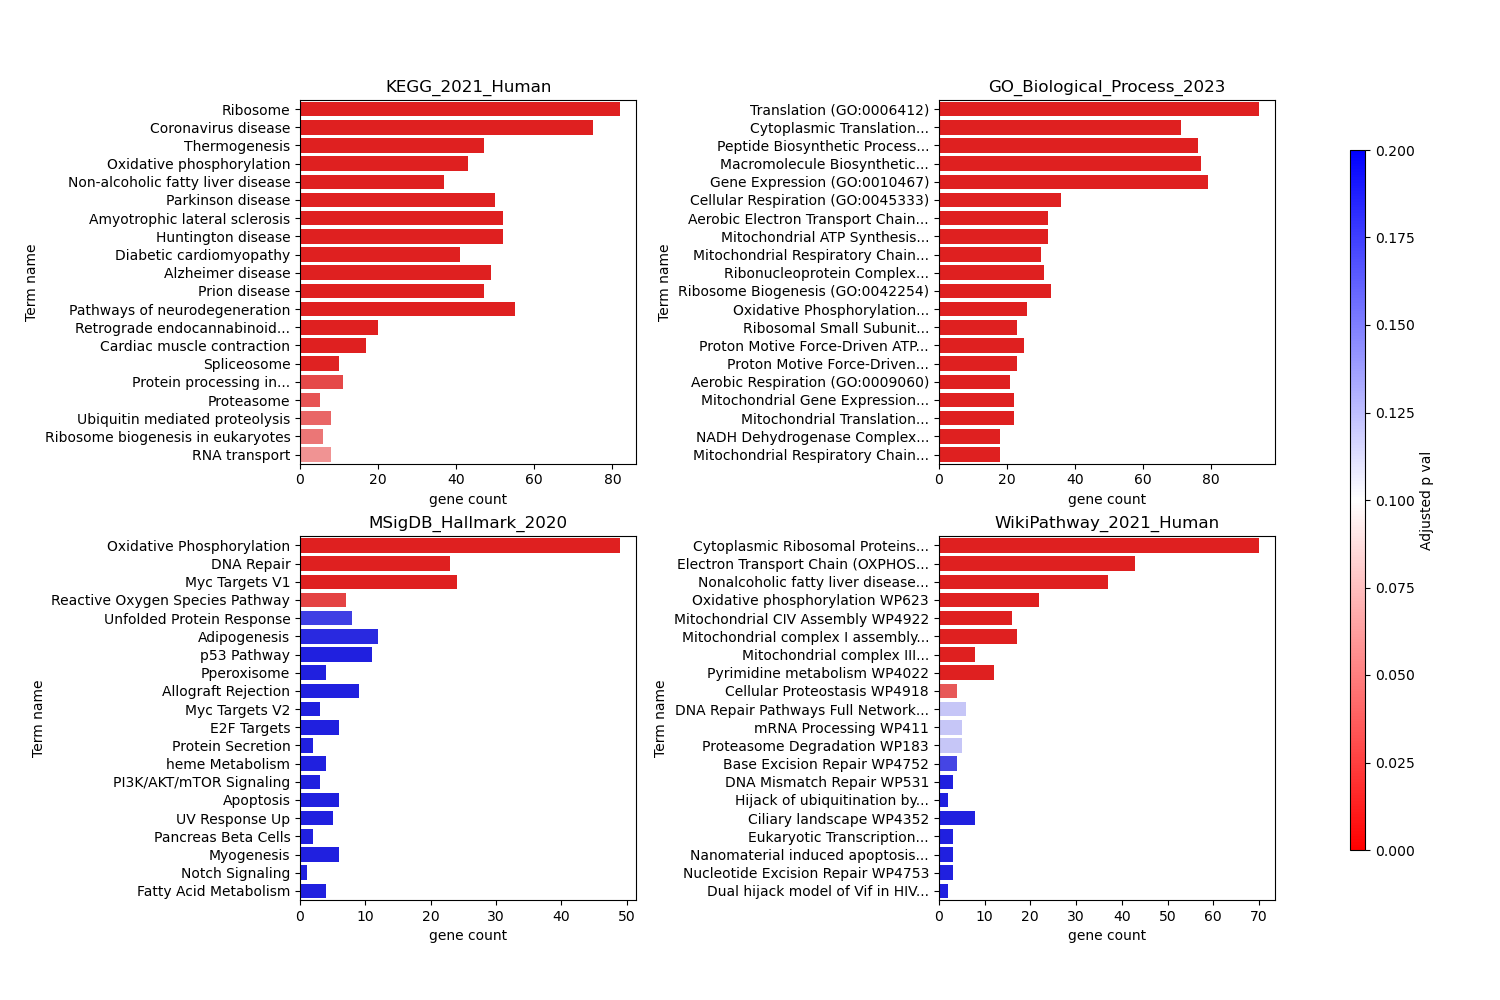 KEGG_2021_Human
Term name
Ribosome
Coronavirus disease
Thermogenesis
Oxidative phosphorylation
Non-alcoholic fatty liver disease
Parkinson disease
Amyotrophic lateral sclerosis
Huntington disease
Diabetic cardiomyopathy
Alzheimer disease
Prion disease
Pathways of neurodegeneration
Retrograde endocannabinoid...
Cardiac muscle contraction
Spliceosome
Protein processing in...
Proteasome
Ubiquitin mediated proteolysis
Ribosome biogenesis in eukaryotes
RNA transport
0 20 40 60 80
gene count
GO_Biological_Process_2023
Term name
Translation (GO:0006412)
Cytoplasmic Translation...
Peptide Biosynthetic Process...
Macromolecule Biosynthetic...
Gene Expression (GO:0010467)
Cellular Respiration (GO:0045333)
Aerobic Electron Transport Chain...
Mitochondrial ATP Synthesis...
Mitochondrial Respiratory Chain...
Ribonucleoprotein Complex...
Ribosome Biogenesis (GO:0042254)
Oxidative Phosphorylation...
Ribosomal Small Subunit...
Proton Motive Force-Driven ATP...
Proton Motive Force-Driven...
Aerobic Respiration (GO:0009060)
Mitochondrial Gene Expression...
Mitochondrial Translation...
NADH Dehydrogenase Complex...
Mitochondrial Respiratory Chain...
0 20 40 60 80
gene count
MSigDB_Hallmark_2020
Term name
Oxidative Phosphorylation
DNA Repair
Myc Targets V1
Reactive Oxygen Species Pathway
Unfolded Protein Response
Adipogenesis
p53 Pathway
Pperoxisome
Allograft Rejection
Myc Targets V2
E2F Targets
Protein Secretion
heme Metabolism
PI3K/AKT/mTOR Signaling
Apoptosis
UV Response Up
Pancreas Beta Cells
Myogenesis
Notch Signaling
Fatty Acid Metabolism
0 10 20 30 40 50
gene count
WikiPathway_2021_Human
Term name
Cytoplasmic Ribosomal Proteins...
Electron Transport Chain (OXPHOS...
Nonalcoholic fatty liver disease...
Oxidative phosphorylation WP623
Mitochondrial CIV Assembly WP4922
Mitochondrial complex I assembly...
Mitochondrial complex III...
Pyrimidine metabolism WP4022
Cellular Proteostasis WP4918
DNA Repair Pathways Full Network...
mRNA Processing WP411
Proteasome Degradation WP183
Base Excision Repair WP4752
DNA Mismatch Repair WP531
Hijack of ubiquitination by...
Ciliary landscape WP4352
Eukaryotic Transcription...
Nanomaterial induced apoptosis...
Nucleotide Excision Repair WP4753
Dual hijack model of Vif in HIV...
0 10 20 30 40 50 60 70
gene count
0.200
0.175
0.150
0.125
0.100
0.075
0.050
0.025
0.000
Adjusted p val